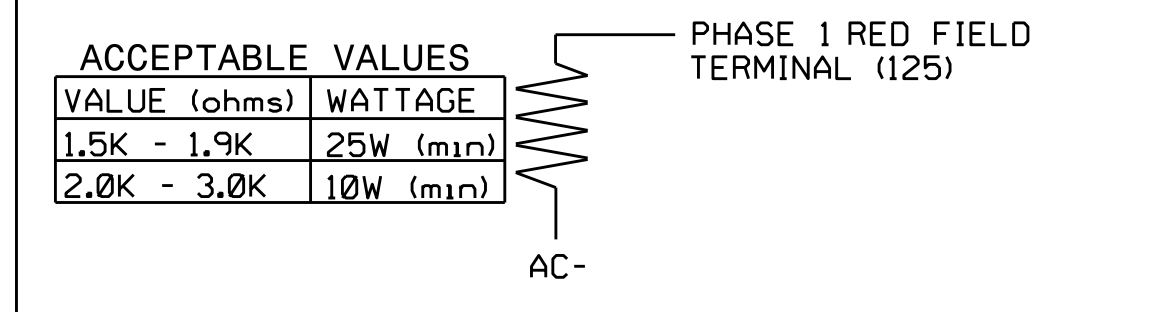 ACCEPTABLE VALUES
VALUE (ohms) WATTAGE
1.5K - 1.9K 25W (min)
2.0K - 3.0K 10W (min)
PHASE 1 RED FIELD
TERMINAL (125)
AC-